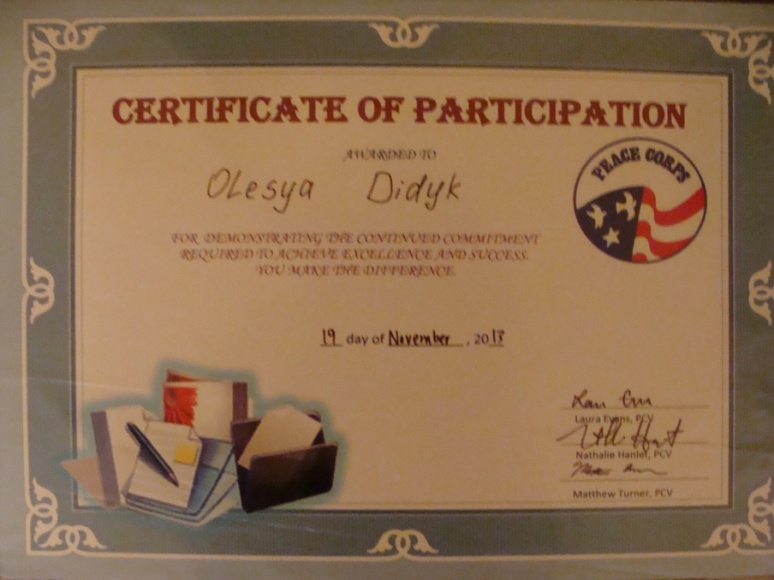 CERTIFICATE OF PARTICIPATION
AWARDED TO
Olesya Didyk
PEACE CORPS
FOR DEMONSTRATING THE CONTINUED COMMITMENT
REQUIRED TO ACHIEVE EXCELLENCE AND SUCCESS.
YOU MAKE THE DIFFERENCE.
19 day of November, 2013
Laura Evans, PCV
Nathalie Hanlet, PCV
Matthew Turner, PCV